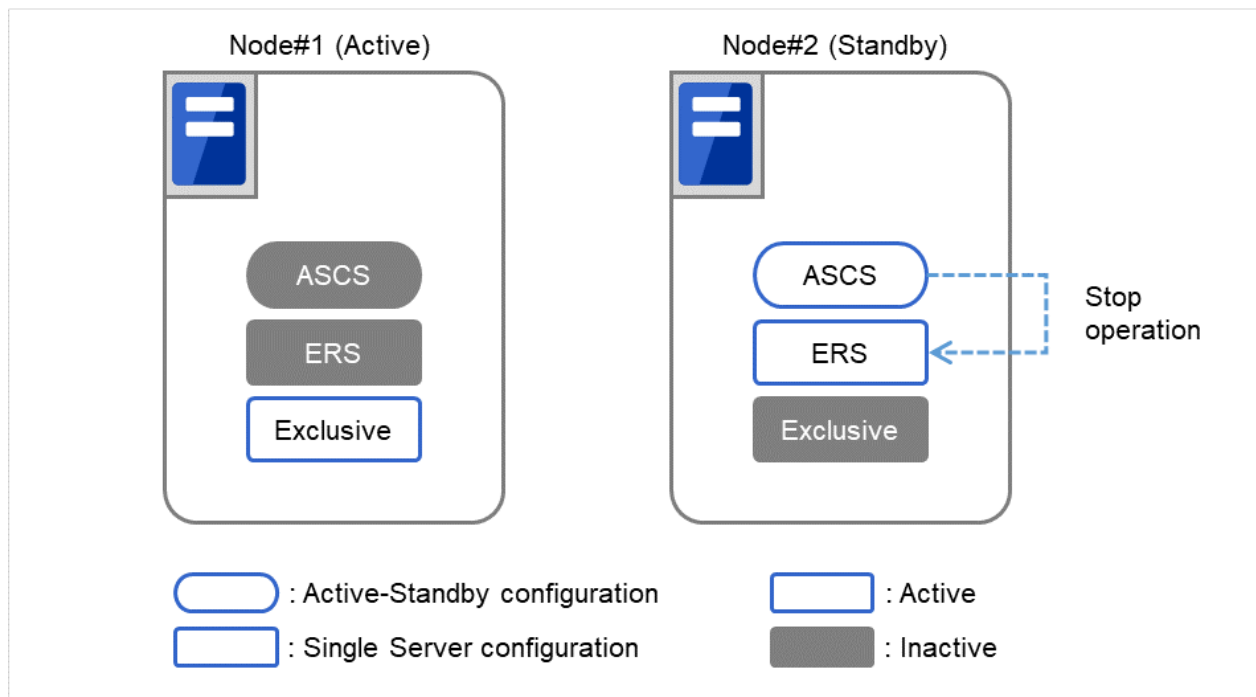 Node#1 (Active)
Node#2 (Standby)
ASCS
ERS
Exclusive
ASCS
ERS
Exclusive
Stop
operation
: Active-Standby configuration
: Active
: Single Server configuration
: Inactive